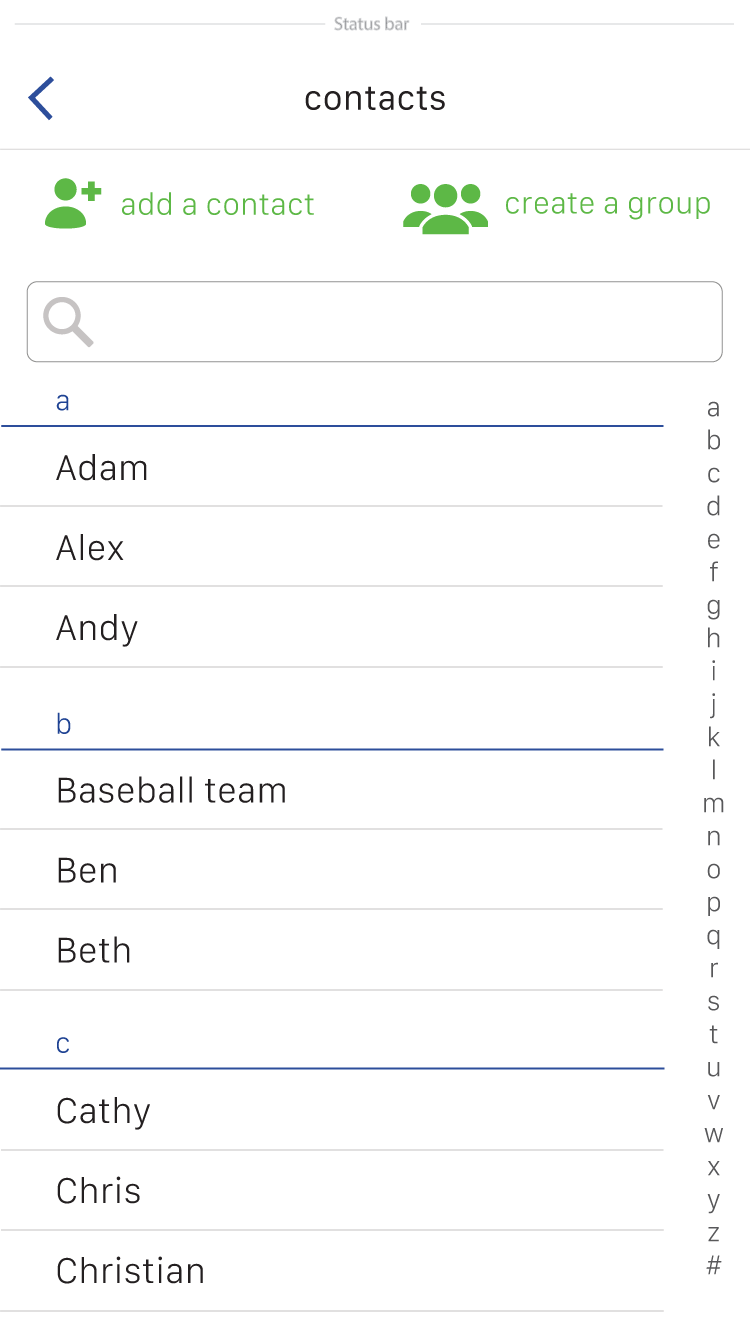 Status bar
contacts
add a contact
create a group
a
Adam
Alex
Andy
b
Baseball team
Ben
Beth
c
Cathy
Chris
Christian
a
b
c
d
e
f
g
h
i
j
k
l
m
n
o
p
q
r
s
t
u
v
w
x
y
z
#